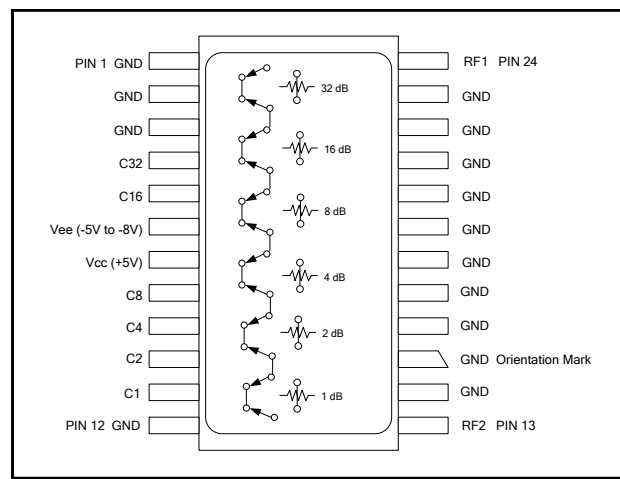 PIN 1 GND
RF1 PIN 24
32 dB
GND
GND
GND
GND
16 dB
C32
GND
C16
GND
8 dB
Vee (-5V to -8V)
GND
Vcc (+5V)
GND
4 dB
C8
GND
C4
GND
2 dB
C2
GND Orientation Mark
C1
GND
1 dB
PIN 12 GND
RF2 PIN 13